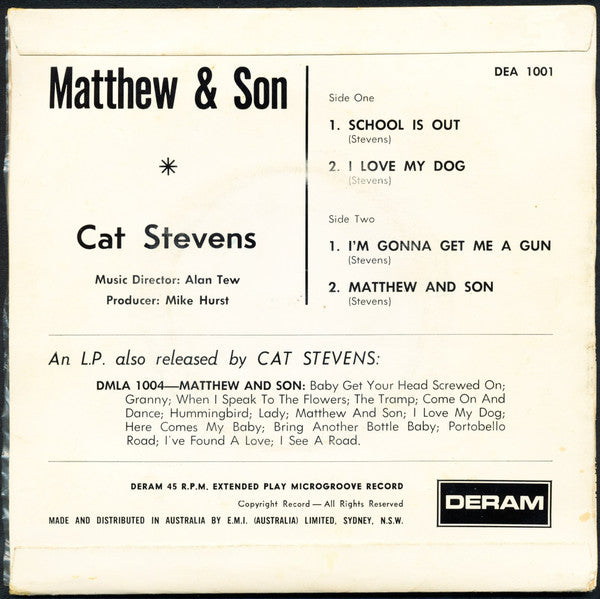 Matthew & Son
*
Cat Stevens
Music Director: Alan Tew
Producer: Mike Hurst
DEA 1001
Side One
1. SCHOOL IS OUT
(Stevens)
2. I LOVE MY DOG
(Stevens)
Side Two
1. I'M GONNA GET ME A GUN
(Stevens)
2. MATTHEW AND SON
(Stevens)
An L.P. also released by CAT STEVENS:
DMLA 1004—MATTHEW AND SON: Baby Get Your Head Screwed On;
Granny; When I Speak To The Flowers; The Tramp; Come On And
Dance; Hummingbird; Lady; Matthew And Son; I Love My Dog;
Here Comes My Baby; Bring Another Bottle Baby; Portobello
Road; I've Found A Love; I See A Road.
DERAM 45 R.P.M. EXTENDED PLAY MICROGROOVE RECORD
Copyright Record — All Rights Reserved
MADE AND DISTRIBUTED IN AUSTRALIA BY E.M.I. (AUSTRALIA) LIMITED, SYDNEY, N.S.W.
DERAM